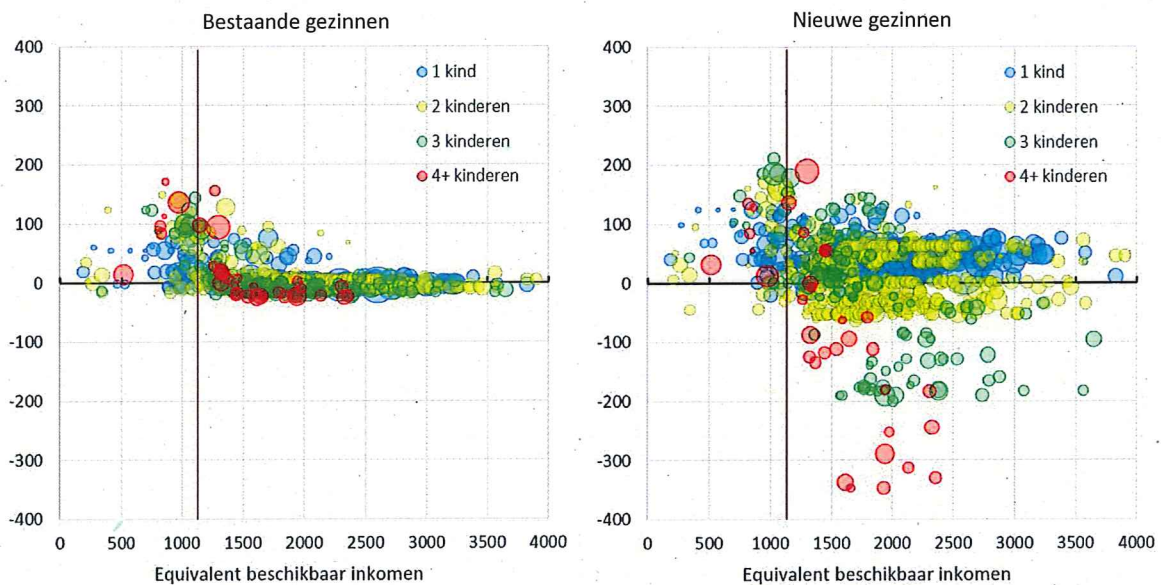 Bestaande gezinnen
400
300
200
100
0
-100
-200
-300
-400
0 500 1000 1500 2000 2500 3000 3500 4000
Equivalent beschikbaar inkomen
1 kind
2 kinderen
3 kinderen
4+ kinderen
Nieuwe gezinnen
400
300
200
100
0
-100
-200
-300
-400
0 500 1000 1500 2000 2500 3000 3500 4000
Equivalent beschikbaar inkomen
1 kind
2 kinderen
3 kinderen
4+ kinderen